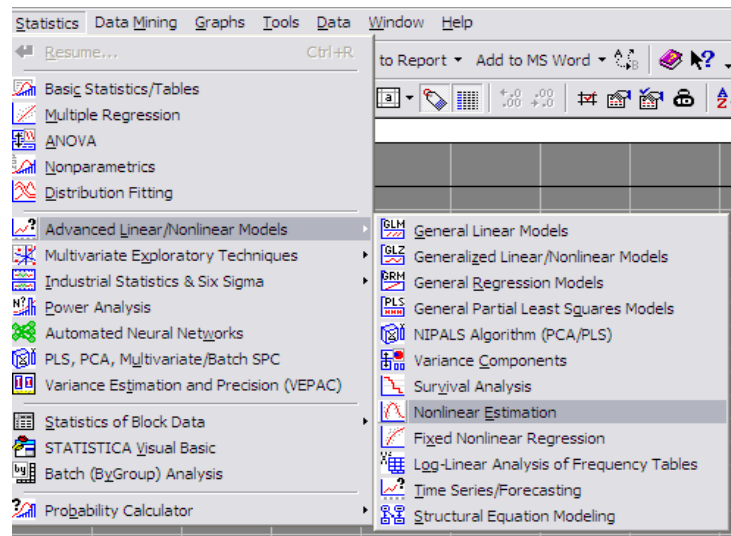 Statistics Data Mining Graphs Tools Data Window Help
Resume... Ctrl+R
to Report Add to MS Word
Basic Statistics/Tables
Multiple Regression
ANOVA
Nonparametrics
Distribution Fitting
Advanced Linear/Nonlinear Models
Multivariate Exploratory Techniques
Industrial Statistics & Six Sigma
Power Analysis
Automated Neural Networks
PLS, PCA, Multivariate/Batch SPC
Variance Estimation and Precision (VEPAC)
Statistics of Block Data
STATISTICA Visual Basic
Batch (ByGroup) Analysis
Probability Calculator
GLM General Linear Models
GLZ Generalized Linear/Nonlinear Models
GRM General Regression Models
PLS General Partial Least Squares Models
NIPALS Algorithm (PCA/PLS)
Variance Components
Survival Analysis
Nonlinear Estimation
Fixed Nonlinear Regression
Log-Linear Analysis of Frequency Tables
Time Series/Forecasting
Structural Equation Modeling